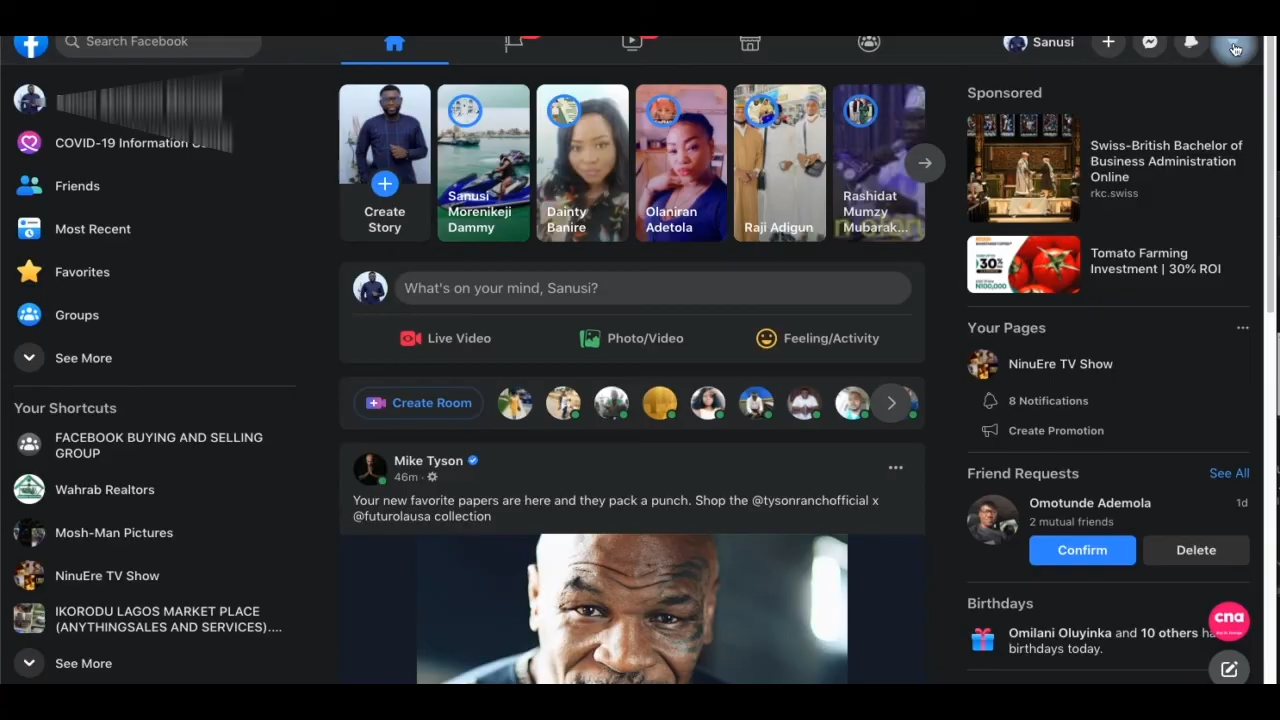 Search Facebook
Sanusi
COVID-19 Information
Friends
Most Recent
Favorites
Groups
See More
Your Shortcuts
FACEBOOK BUYING AND SELLING
GROUP
Wahrab Realtors
Mosh-Man Pictures
NinuEre TV Show
IKORODU LAGOS MARKET PLACE
(ANYTHINGSALES AND SERVICES)....
See More
Create
Story
Sanusi
Morenikeji
Dammy
Dainty
Banire
Olaniran
Adetola
Raji Adigun
Rashidat
Mumzy
Mubarak...
What's on your mind, Sanusi?
Live Video
Photo/Video
Feeling/Activity
Create Room
Mike Tyson
46m
Your new favorite papers are here and they pack a punch. Shop the @tysonranchofficial x
@futurolausa collection
Sponsored
Swiss-British Bachelor of
Business Administration
Online
rkc.swiss
30%
₦100,000
Tomato Farming
Investment | 30% ROI
Your Pages
NinuEre TV Show
8 Notifications
Create Promotion
Friend Requests
See All
Omotunde Ademola
1d
2 mutual friends
Confirm
Delete
Birthdays
Omilani Oluyinka and 10 others
birthdays today.
cna